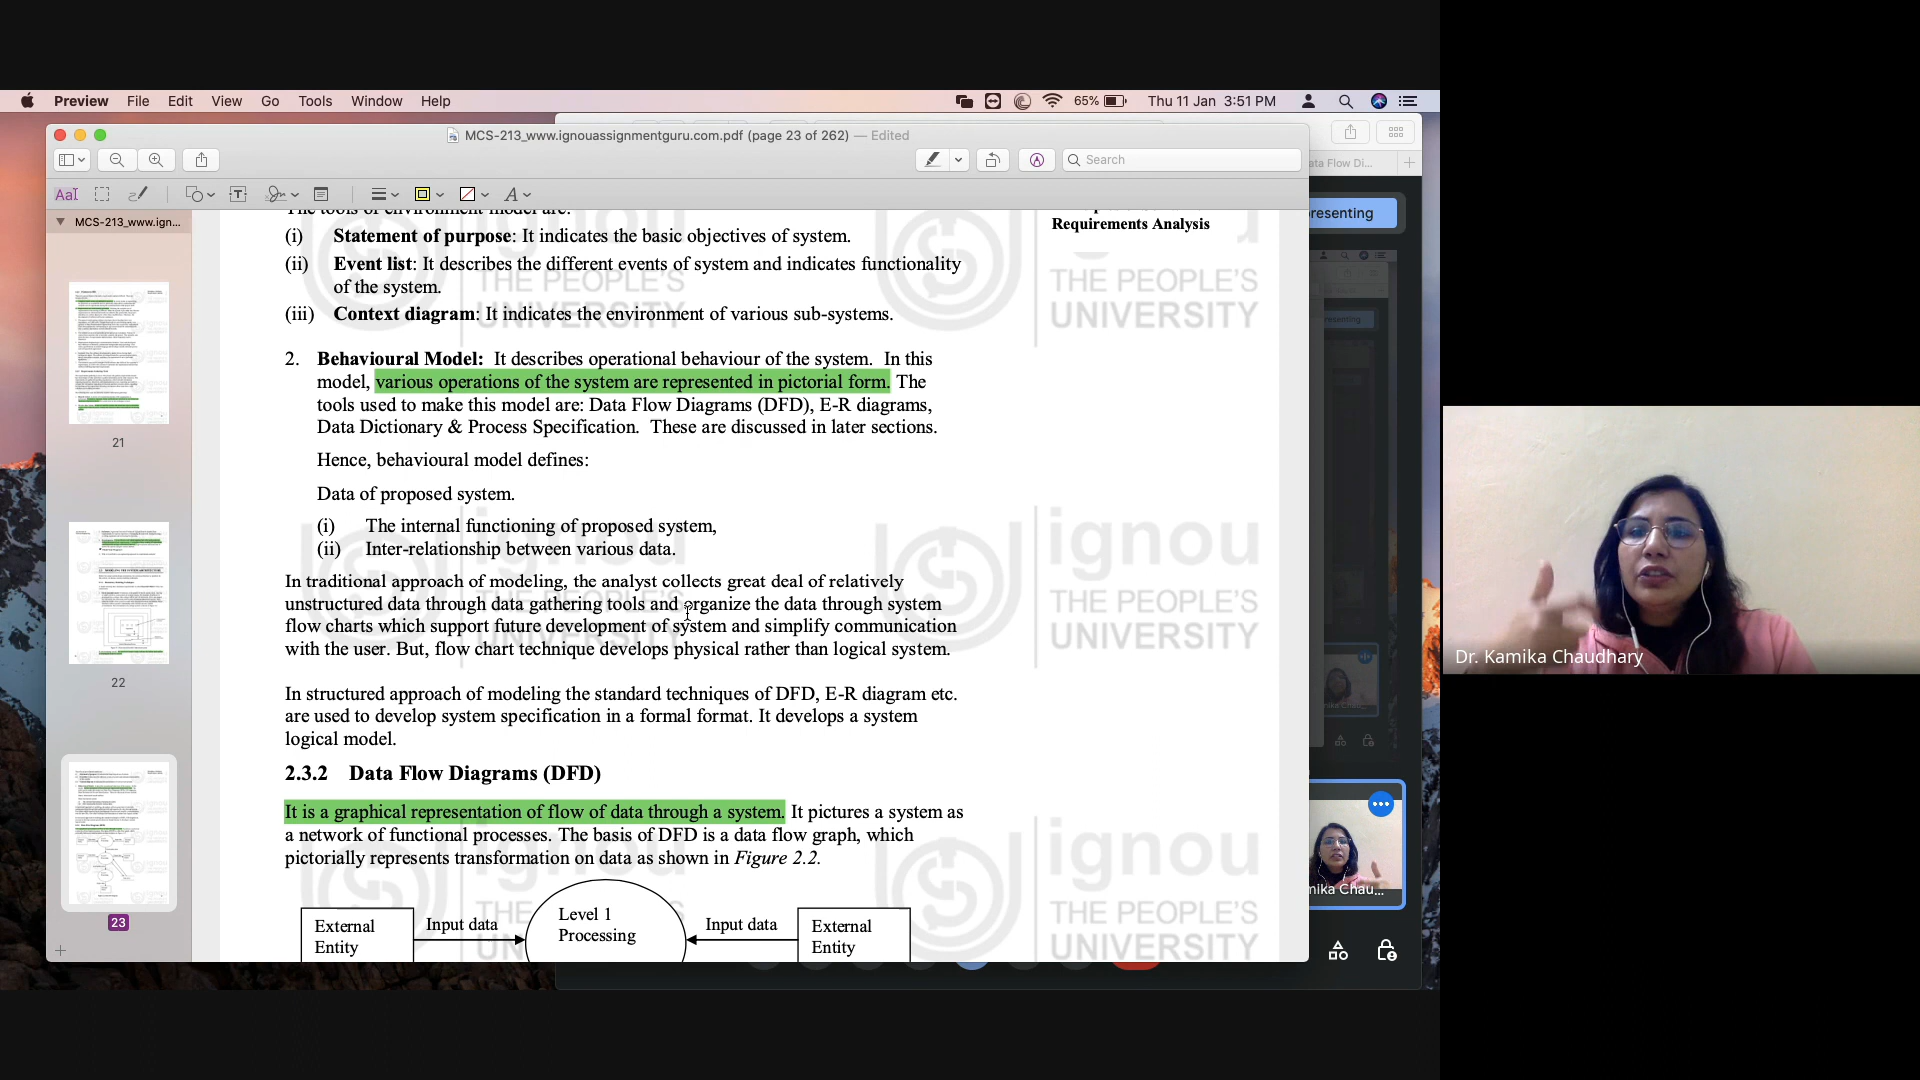 Preview File Edit View Go Tools Window Help
65% Thu 11 Jan 3:51 PM
MCS-213_www.ignouassignmentguru.com.pdf (page 23 of 262) — Edited
Search
MCS-213_www.ign...
21
22
23
The tools of environment model are:
(i) Statement of purpose: It indicates the basic objectives of system.
(ii) Event list: It describes the different events of system and indicates functionality
of the system.
(iii) Context diagram: It indicates the environment of various sub-systems.
Requirements Analysis
2. Behavioural Model: It describes operational behaviour of the system. In this
model, various operations of the system are represented in pictorial form. The
tools used to make this model are: Data Flow Diagrams (DFD), E-R diagrams,
Data Dictionary & Process Specification. These are discussed in later sections.
Hence, behavioural model defines:
Data of proposed system.
(i) The internal functioning of proposed system,
(ii) Inter-relationship between various data.
In traditional approach of modeling, the analyst collects great deal of relatively
unstructured data through data gathering tools and organize the data through system
flow charts which support future development of system and simplify communication
with the user. But, flow chart technique develops physical rather than logical system.
In structured approach of modeling the standard techniques of DFD, E-R diagram etc.
are used to develop system specification in a formal format. It develops a system
logical model.
2.3.2 Data Flow Diagrams (DFD)
It is a graphical representation of flow of data through a system. It pictures a system as
a network of functional processes. The basis of DFD is a data flow graph, which
pictorially represents transformation on data as shown in Figure 2.2.
External
Entity
Input data
Level 1
Processing
Input data
External
Entity
THE PEOPLE'S
UNIVERSITY
ignou
THE PEOPLE'S
UNIVERSITY
ignou
THE PEOPLE'S
UNIVERSITY
ata Flow Di...
resenting
mika Chau...
Dr. Kamika Chaudhary